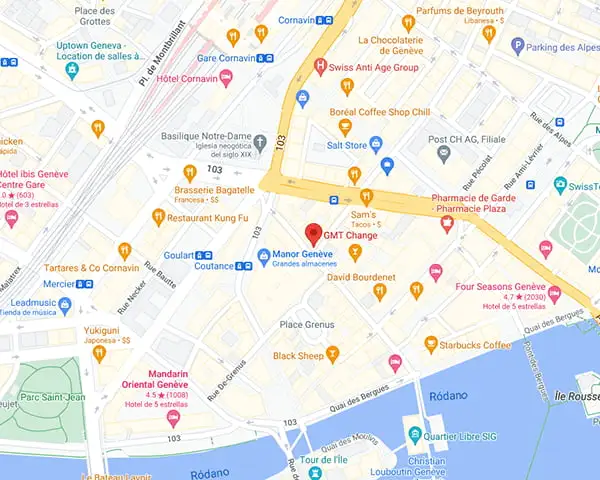 Place des
Grottes
Pl. de Montbrillant
Cornavin
Parfums de Beyrouth
Libanesa • $
Uptown Geneva -
Location de salles à...
Gare Cornavin
La Chocolaterie
de Genève
Parking des Alpes
Hôtel Cornavin
Swiss Anti Age Group
103
Boréal Coffee Shop Chill
Rue des Alpes
Basilique Notre-Dame
Iglesia neogótica
del siglo XIX
Salt Store
Post CH AG, Filiale
Rue Pécolat
Rue Ami-Lévrier
103
Hôtel ibis Genève
Centre Gare
(603)
Hotel de 3 estrellas
Brasserie Bagatelle
Francesa • $$
SwissTo
Restaurant Kung Fu
103
Sam's
Tacos • $
Pharmacie de Garde
- Pharmacie Plaza
GMT Change
Goulart
Coutance
Manor Genève
Grandes almacenes
Tartares & Co Cornavin
Mercier
Rue Bautte
Rue Necker
David Bourdenet
Four Seasons Genève
4.7 ★ (2030)
Hotel de 5 estrellas
Leadmusic
Tienda de música
Yukiguni
Japonesa • $$
Place Grenus
Quai des Bergues
Black Sheep
Starbucks Coffee
Mandarin
Oriental Genève
4.5 ★ (1008)
Hotel de 5 estrellas
Rue De-Grenus
Parc Saint-Jean
Quai des Bergues
Ródano
Pont des Bergues
Île Rousse
103
103
Quai des Moulins
Quartier Libre SIG
Ródano
Tour de l'Île
Christian
Louboutin Genève
Le Bateau Lavoir